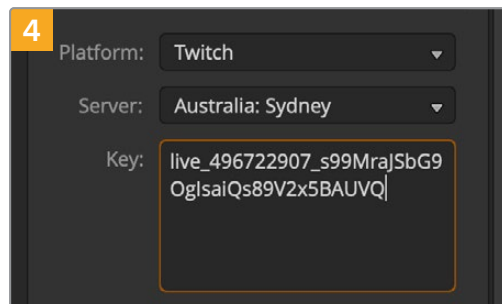 4
Platform: Twitch
Server: Australia: Sydney
Key: live_496722907_s99MraJSbG9
OgIsaiQs89V2x5BAUVQ